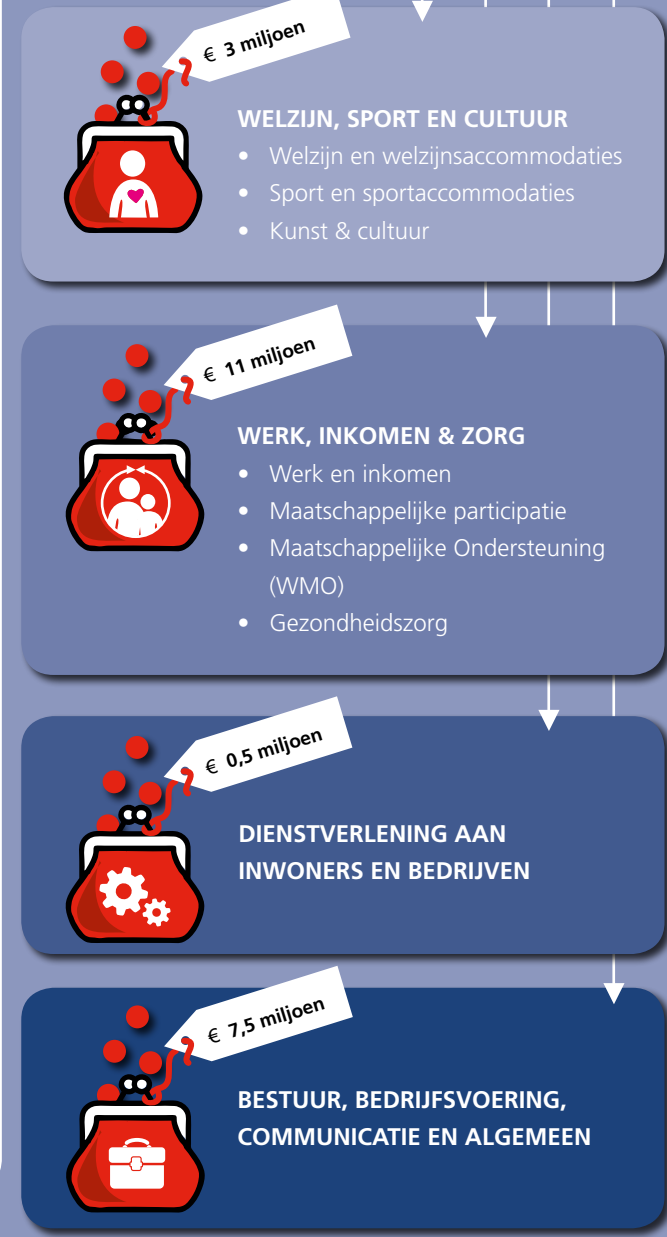 € 3 miljoen
WELZIJN, SPORT EN CULTUUR
• Welzijn en welzijnsaccommodaties
• Sport en sportaccommodaties
• Kunst & cultuur
€ 11 miljoen
WERK, INKOMEN & ZORG
• Werk en inkomen
• Maatschappelijke participatie
• Maatschappelijke Ondersteuning
(WMO)
• Gezondheidszorg
€ 0,5 miljoen
DIENSTVERLENING AAN
INWONERS EN BEDRIJVEN
€ 7,5 miljoen
BESTUUR, BEDRIJFSVOERING,
COMMUNICATIE EN ALGEMEEN